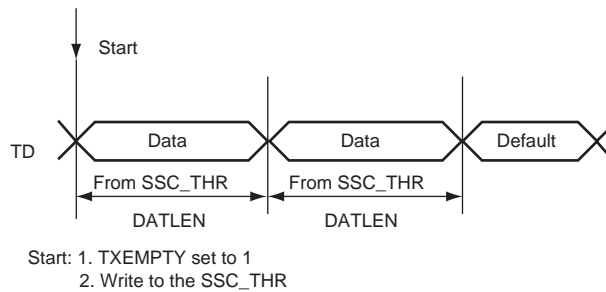 Start
TD
Data
Data
Default
From SSC_THR
From SSC_THR
DATLEN
DATLEN
Start: 1. TXEMPTY set to 1
2. Write to the SSC_THR